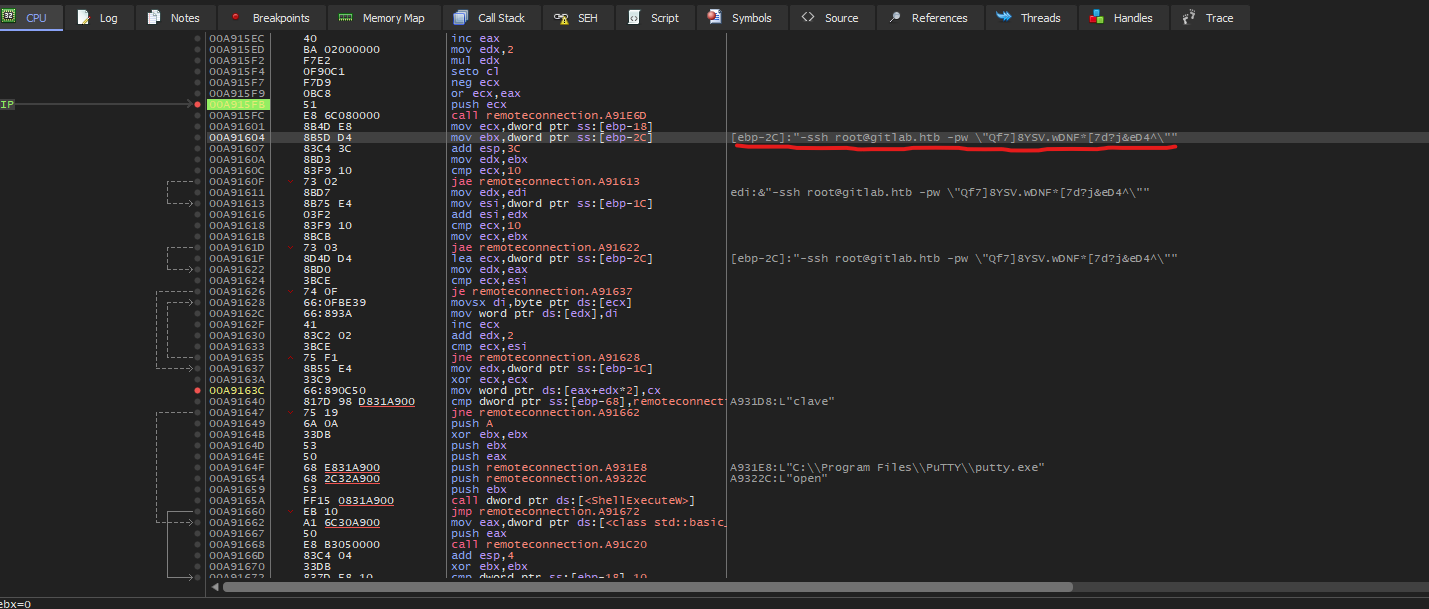 CPU Log Notes Breakpoints Memory Map Call Stack SEH Script Symbols Source References Threads Handles Trace
00A915EC 40 inc eax
00A915ED BA 02000000 mov edx,2
00A915F2 F7E2 mul edx
00A915F4 0F90C1 seto cl
00A915F7 F7D9 neg ecx
00A915F9 0BC8 or ecx,eax
IP 00A915FB 51 push ecx
00A915FC E8 6C080000 call remoteconnection.A91E6D
00A91601 8B4D E8 mov ecx,dword ptr ss:[ebp-18]
00A91604 8B5D D4 mov ebx,dword ptr ss:[ebp-2C] [ebp-2C]:"-ssh root@gitlab.htb -pw \"Qf7]8YSV.wDNF*[7d?j&eD4^\""
00A91607 83C4 3C add esp,3C
00A9160A 8BD3 mov edx,ebx
00A9160C 83F9 10 cmp ecx,10
00A9160F 73 02 jae remoteconnection.A91613
00A91611 8BD7 mov edx,edi edi:&"-ssh root@gitlab.htb -pw \"Qf7]8YSV.wDNF*[7d?j&eD4^\""
00A91613 8B75 E4 mov esi,dword ptr ss:[ebp-1C]
00A91616 03F2 add esi,edx
00A91618 83F9 10 cmp ecx,10
00A9161B 8BCB mov ecx,ebx
00A9161D 73 03 jae remoteconnection.A91622
00A9161F 8D4D D4 lea ecx,dword ptr ss:[ebp-2C] [ebp-2C]:"-ssh root@gitlab.htb -pw \"Qf7]8YSV.wDNF*[7d?j&eD4^\""
00A91622 8BD0 mov edx,eax
00A91624 3BCE cmp ecx,esi
00A91626 74 0F je remoteconnection.A91637
00A91628 66:0FBE39 movsx di,byte ptr ds:[ecx]
00A9162C 66:893A mov word ptr ds:[edx],di
00A9162F 41 inc ecx
00A91630 83C2 02 add edx,2
00A91633 3BCE cmp ecx,esi
00A91635 75 F1 jne remoteconnection.A91628
00A91637 8B55 E4 mov edx,dword ptr ss:[ebp-1C]
00A9163A 33C9 xor ecx,ecx
00A9163C 66:890C50 mov word ptr ds:[eax+edx*2],cx
00A91640 817D 98 D831A900 cmp dword ptr ss:[ebp-68],remoteconnect A931D8:L"clave"
00A91647 75 19 jne remoteconnection.A91662
00A91649 6A 0A push A
00A9164B 33DB xor ebx,ebx
00A9164D 53 push ebx
00A9164E 50 push eax
00A9164F 68 E831A900 push remoteconnection.A931E8 A931E8:L"C:\\Program Files\\PuTTY\\putty.exe"
00A91654 68 2C32A900 push remoteconnection.A9322C A9322C:L"open"
00A91659 53 push ebx
00A9165A FF15 0831A900 call dword ptr ds:[<ShellExecuteW>]
00A91660 EB 10 jmp remoteconnection.A91672
00A91662 A1 6C30A900 mov eax,dword ptr ds:[<class std::basic_
00A91667 50 push eax
00A91668 E8 B3050000 call remoteconnection.A91C20
00A9166D 83C4 04 add esp,4
00A91670 33DB xor ebx,ebx
00A91672 837D E8 10 cmp dword ptr ss:[ebp-18],10
ebx=0